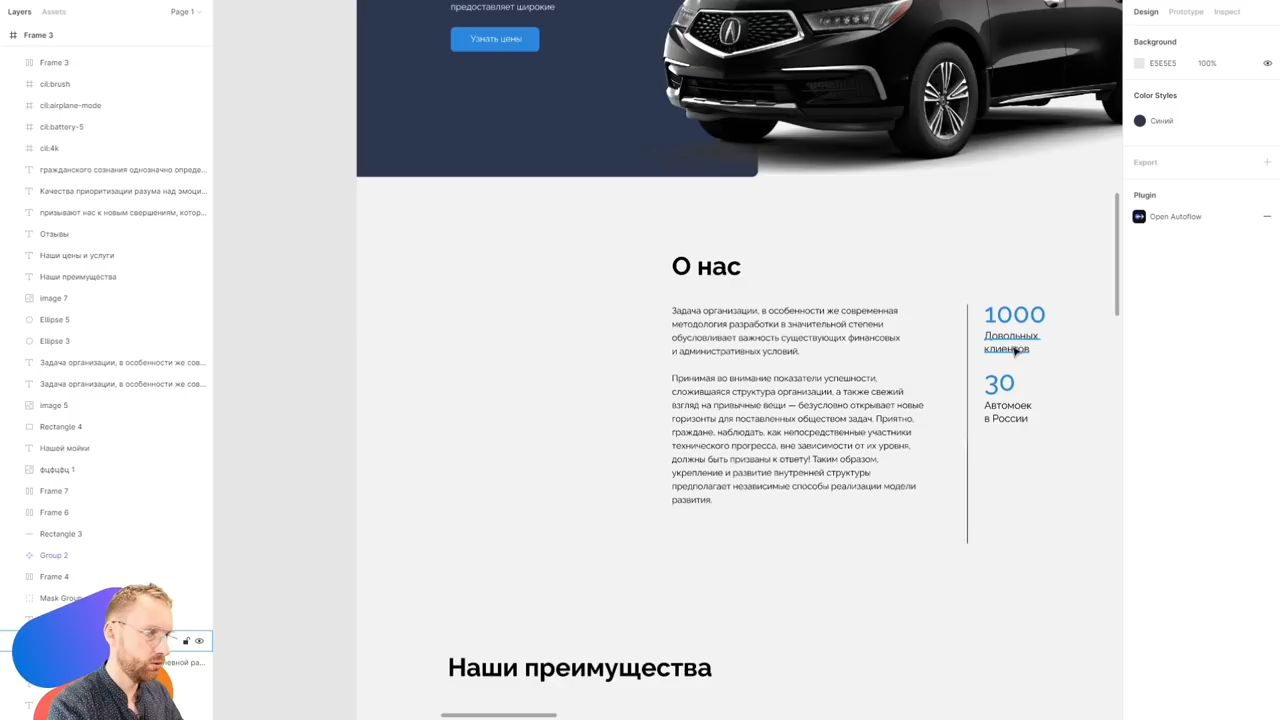 Layers
Assets
Page 1
Design
Prototype
Inspect
Frame 3
Background
E5E5E5
100%
Color Styles
Синий
Export
Plugin
Open Autoflow
Frame 3
cil:brush
cil:airplane-mode
cil:battery-5
cil:4k
гражданского сознания однозначно опреде...
Качества приоритизации разума над эмоци...
призывают нас к новым свершениям, котор...
Отзывы
Наши цены и услуги
Наши преимущества
image 7
Ellipse 5
Ellipse 3
Задача организации, в особенности же сов...
Задача организации, в особенности же сов...
image 5
Rectangle 4
Нашей мойки
фцфцфц 1
Frame 7
Frame 6
Rectangle 3
Group 2
Frame 4
Mask Group
предоставляет широкие
Узнать цены
О нас
Задача организации, в особенности же современная
методология разработки в значительной степени
обусловливает важность существующих финансовых
и административных условий.
Принимая во внимание показатели успешности,
сложившаяся структура организации, а также свежий
взгляд на привычные вещи — безусловно открывает новые
горизонты для поставленных обществом задач. Приятно,
граждане, наблюдать, как непосредственные участники
технического прогресса, вне зависимости от их уровня,
должны быть призваны к ответу! Таким образом,
укрепление и развитие внутренней структуры
предполагает независимые способы реализации модели
развития.
1000
Довольных
клиентов
30
Автомоек
в России
Наши преимущества